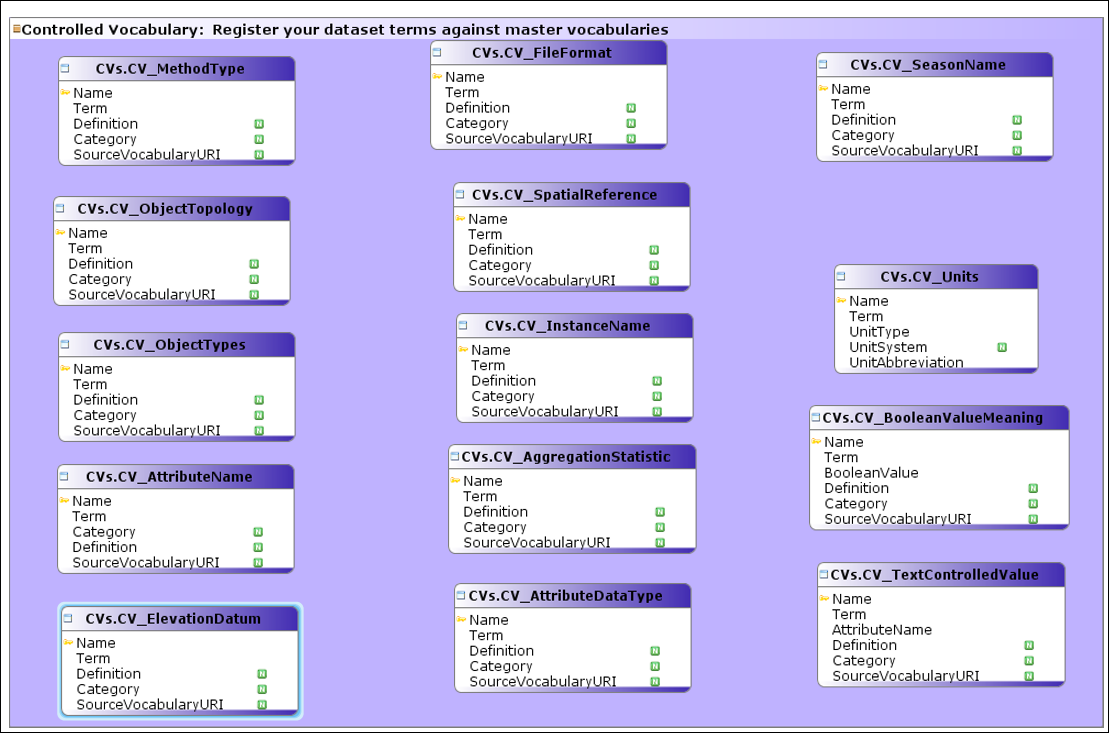 Controlled Vocabulary: Register your dataset terms against master vocabularies
CVs.CV_MethodType
Name
Term
Definition N
Category N
SourceVocabularyURI N
CVs.CV_ObjectTopology
Name
Term
Definition N
Category N
SourceVocabularyURI N
CVs.CV_ObjectTypes
Name
Term
Definition N
Category N
SourceVocabularyURI N
CVs.CV_AttributeName
Name
Term
Category N
Definition N
SourceVocabularyURI N
CVs.CV_ElevationDatum
Name
Term
Definition N
Category N
SourceVocabularyURI N
CVs.CV_FileFormat
Name
Term
Definition N
Category N
SourceVocabularyURI N
CVs.CV_SpatialReference
Name
Term
Definition N
Category N
SourceVocabularyURI N
CVs.CV_InstanceName
Name
Term
Definition N
Category N
SourceVocabularyURI N
CVs.CV_AggregationStatistic
Name
Term
Definition N
Category N
SourceVocabularyURI N
CVs.CV_AttributeDataType
Name
Term
Definition N
Category N
SourceVocabularyURI N
CVs.CV_SeasonName
Name
Term
Definition N
Category N
SourceVocabularyURI N
CVs.CV_Units
Name
Term
UnitType
UnitSystem N
UnitAbbreviation
CVs.CV_BooleanValueMeaning
Name
Term
BooleanValue
Definition N
Category N
SourceVocabularyURI N
CVs.CV_TextControlledValue
Name
Term
AttributeName
Definition N
Category N
SourceVocabularyURI N